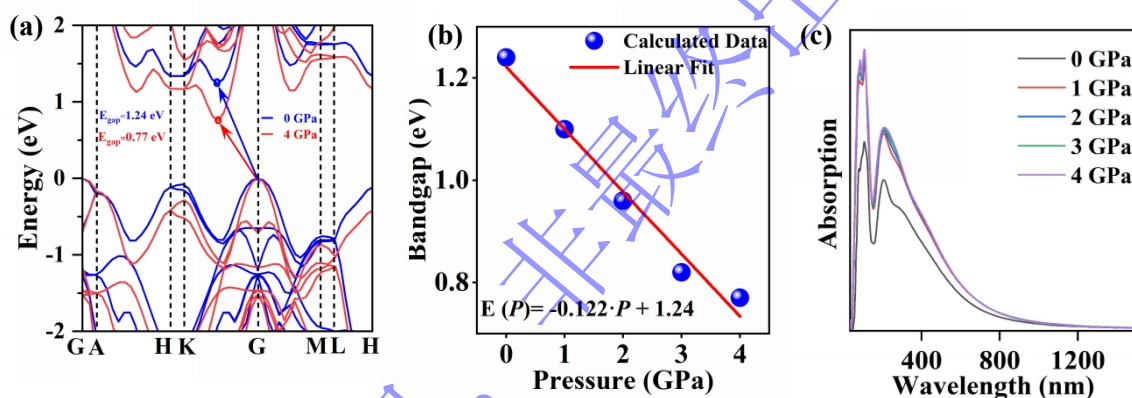 (a)
Energy (eV)
2
1
0
-1
-2
E_gap=1.24 eV
E_gap=0.77 eV
0 GPa
4 GPa
G A H K G M L H
(b)
Bandgap (eV)
1.2
1.0
0.8
Calculated Data
Linear Fit
E (P)= -0.122·P + 1.24
0 1 2 3 4
Pressure (GPa)
(c)
Absorption
0 GPa
1 GPa
2 GPa
3 GPa
4 GPa
400 800 1200
Wavelength (nm)
非最终